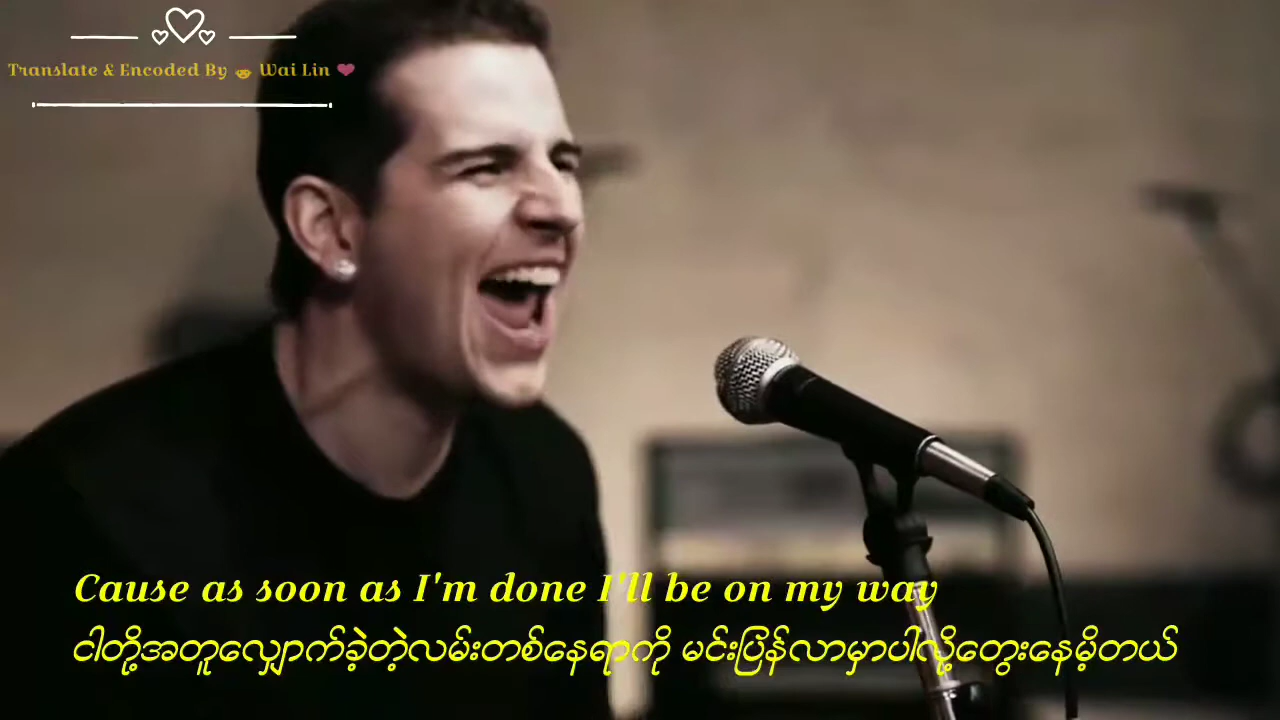 Translate & Encoded By Wai Lin
Cause as soon as I'm done I'll be on my way
ငါတို့အတူလျှောက်ခဲ့တဲ့လမ်းတစ်နေရာကို မင်းပြန်လာမှာပါလို့တွေးနေမိ့တယ်